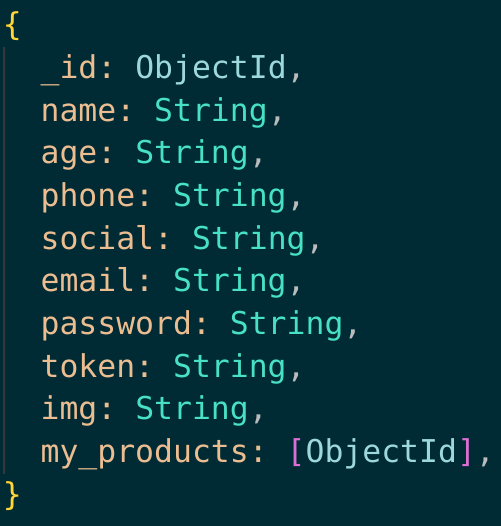 {
_id: ObjectId,
name: String,
age: String,
phone: String,
social: String,
email: String,
password: String,
token: String,
img: String,
my_products: [ObjectId],
}